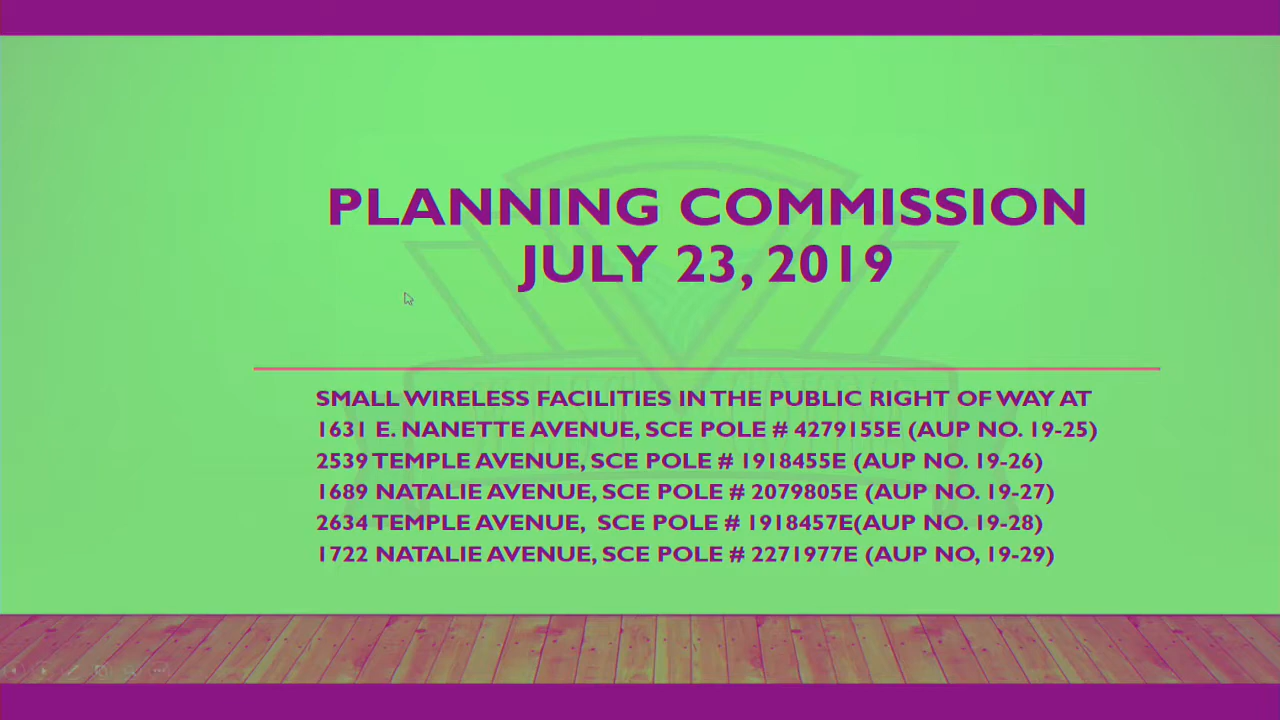 PLANNING COMMISSION
JULY 23, 2019
SMALL WIRELESS FACILITIES IN THE PUBLIC RIGHT OF WAY AT
1631 E. NANETTE AVENUE, SCE POLE # 4279155E (AUP NO. 19-25)
2539 TEMPLE AVENUE, SCE POLE # 1918455E (AUP NO. 19-26)
1689 NATALIE AVENUE, SCE POLE # 2079805E (AUP NO. 19-27)
2634 TEMPLE AVENUE, SCE POLE # 1918457E(AUP NO. 19-28)
1722 NATALIE AVENUE, SCE POLE # 2271977E (AUP NO, 19-29)